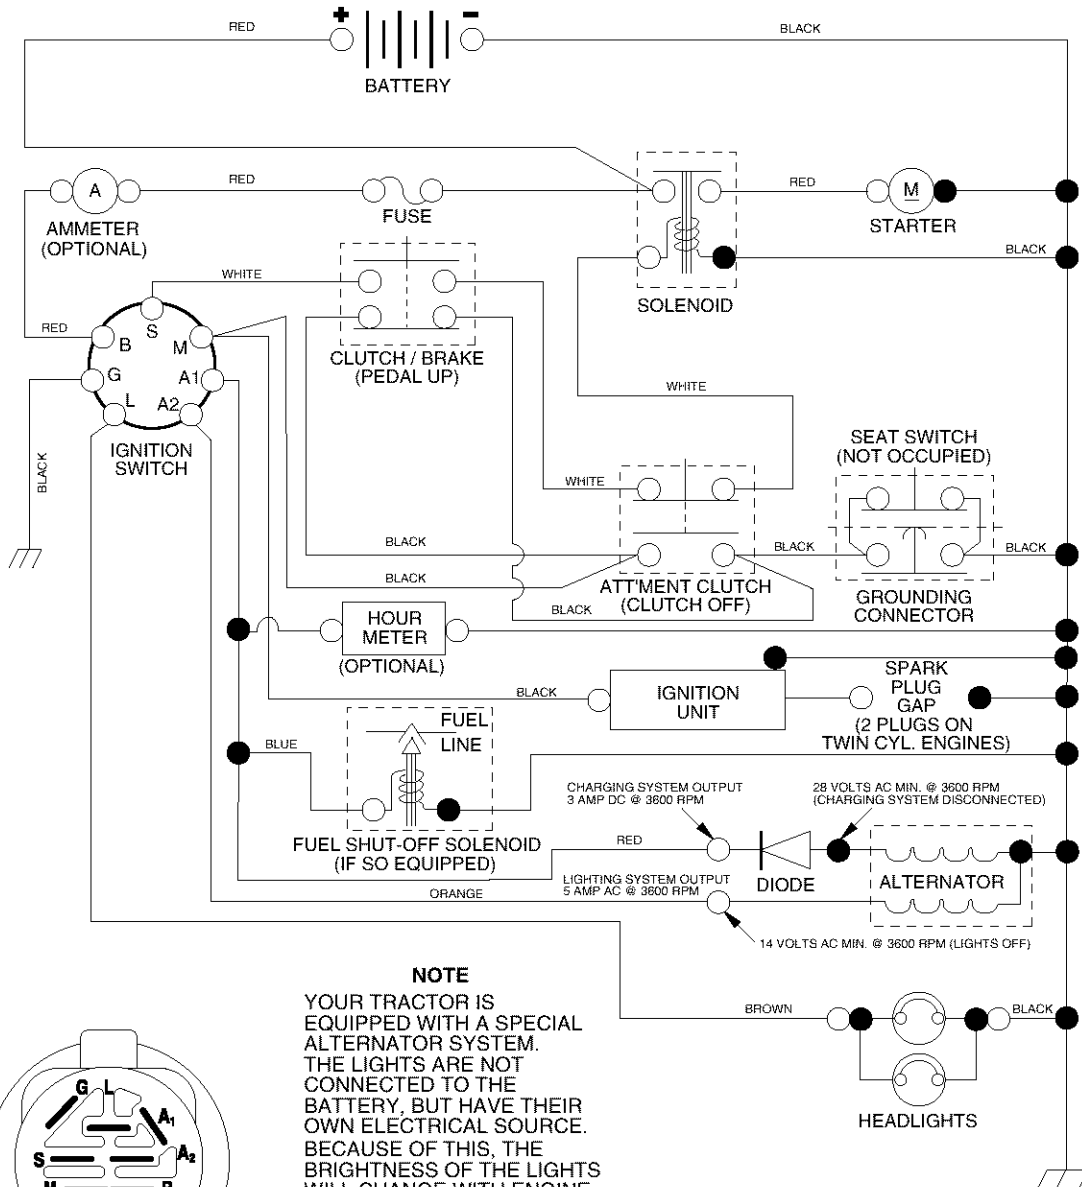 + -
RED
BLACK
BATTERY
RED
RED
A
M
FUSE
STARTER
AMMETER
(OPTIONAL)
BLACK
WHITE
SOLENOID
RED
S
B
M
G
A1
L
A2
CLUTCH / BRAKE
(PEDAL UP)
WHITE
IGNITION
SWITCH
BLACK
SEAT SWITCH
(NOT OCCUPIED)
WHITE
BLACK
BLACK
BLACK
BLACK
ATT'MENT CLUTCH
(CLUTCH OFF)
GROUNDING
CONNECTOR
BLACK
HOUR
METER
(OPTIONAL)
BLACK
IGNITION
UNIT
SPARK
PLUG
GAP
(2 PLUGS ON
TWIN CYL. ENGINES)
FUEL
LINE
BLUE
CHARGING SYSTEM OUTPUT
3 AMP DC @ 3600 RPM
28 VOLTS AC MIN. @ 3600 RPM
(CHARGING SYSTEM DISCONNECTED)
FUEL SHUT-OFF SOLENOID
(IF SO EQUIPPED)
RED
DIODE
ALTERNATOR
LIGHTING SYSTEM OUTPUT
5 AMP AC @ 3600 RPM
ORANGE
14 VOLTS AC MIN. @ 3600 RPM (LIGHTS OFF)
NOTE
YOUR TRACTOR IS
EQUIPPED WITH A SPECIAL
ALTERNATOR SYSTEM.
THE LIGHTS ARE NOT
CONNECTED TO THE
BATTERY, BUT HAVE THEIR
OWN ELECTRICAL SOURCE.
BECAUSE OF THIS, THE
BRIGHTNESS OF THE LIGHTS
WILL CHANGE WITH ENGINE
BROWN
BLACK
HEADLIGHTS
G L
A1
A2
S
M
B